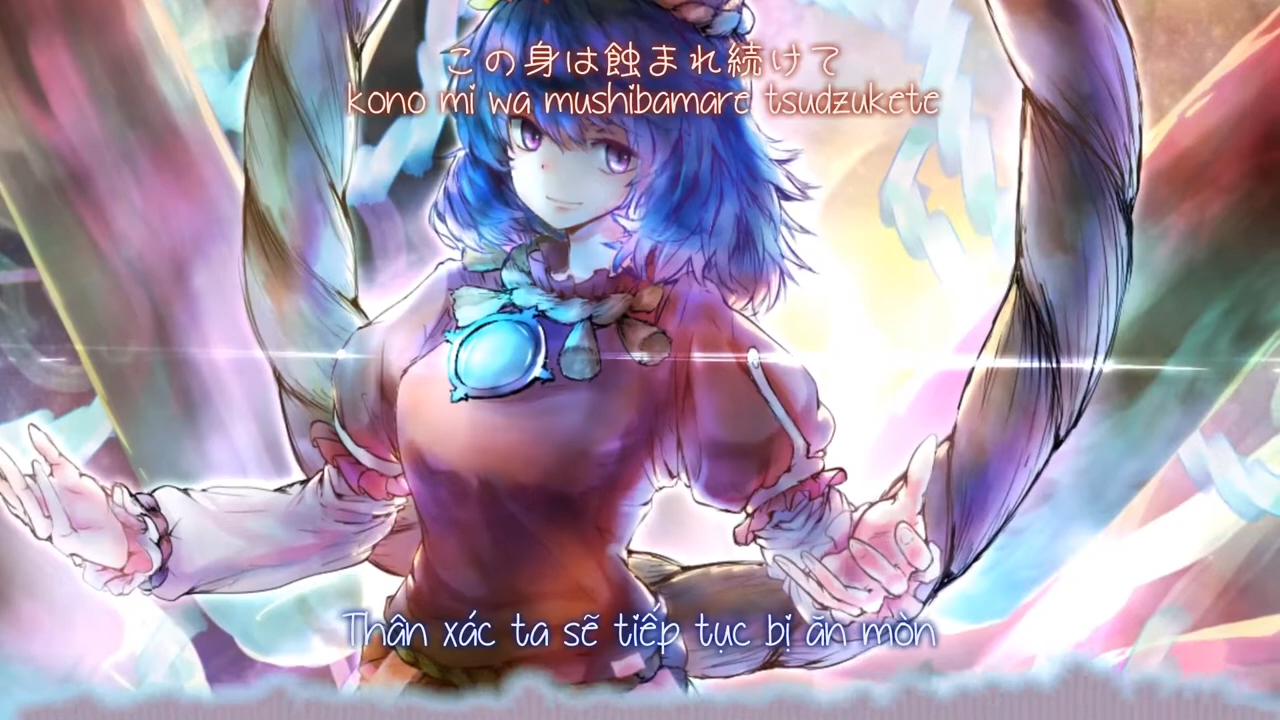 この身は蝕まれ続けて
kono mi wa mushibamare tsudzukete
Thân xác ta sẽ tiếp tục bị ăn mòn